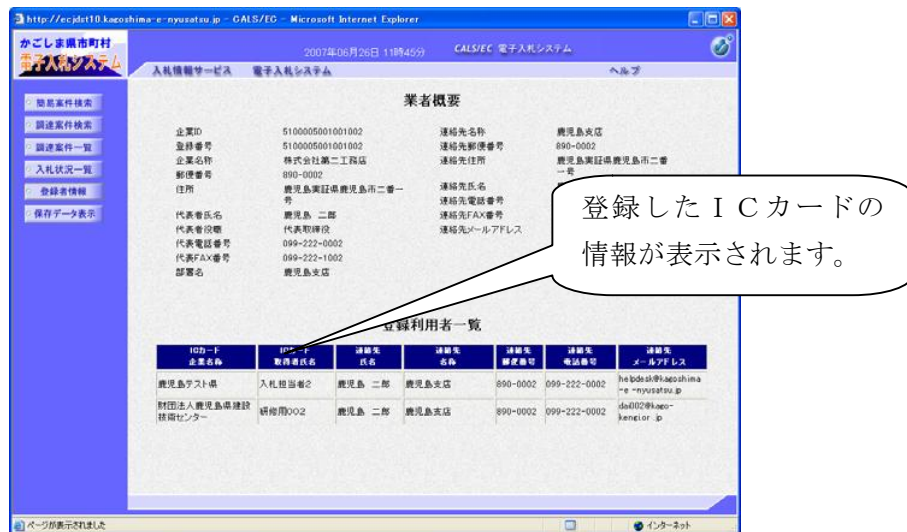 http://ecjdst10.kagoshima-e-nyusatsu.jp - CALS/EC - Microsoft Internet Explorer
かごしま県市町村
電子入札システム
2007年06月26日 11時45分
CALS/EC 電子入札システム
入札情報サービス 電子入札システム ヘルプ
簡易案件検索
調達案件検索
調達案件一覧
入札状況一覧
登録者情報
保存データ表示
業者概要
企業ID 5100005001001002
登録番号 5100005001001002
企業名称 株式会社第二工務店
郵便番号 890-0002
住所 鹿児島実証県鹿児島市二番一号
代表者氏名 鹿児島 二郎
代表者役職 代表取締役
代表電話番号 099-222-0002
代表FAX番号 099-222-1002
部署名 鹿児島支店
連絡先名称 鹿児島支店
連絡先郵便番号 890-0002
連絡先住所 鹿児島実証県鹿児島市二番一号
連絡先氏名
連絡先電話番号
連絡先FAX番号
連絡先メールアドレス
登録したICカードの
情報が表示されます。
登録利用者一覧
ICカード企業名称 ICカード取得者氏名 連絡先氏名 連絡先名称 連絡先郵便番号 連絡先電話番号 連絡先メールアドレス
鹿児島テスト県 入札担当者2 鹿児島 二郎 鹿児島支店 890-0002 099-222-0002 helpdesk@kagoshima-e-nyusatsu.jp
財団法人鹿児島県建設技術センター 研修用002 鹿児島 二郎 鹿児島支店 890-0002 099-222-0002
ページが表示されました
インターネット